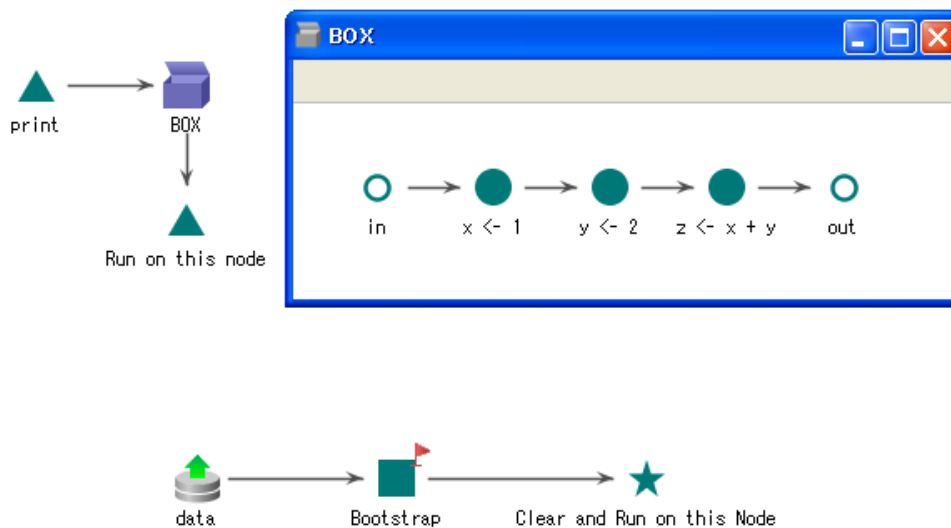 BOX
print
BOX
Run on this node
in
x <- 1
y <- 2
z <- x + y
out
data
Bootstrap
Clear and Run on this Node